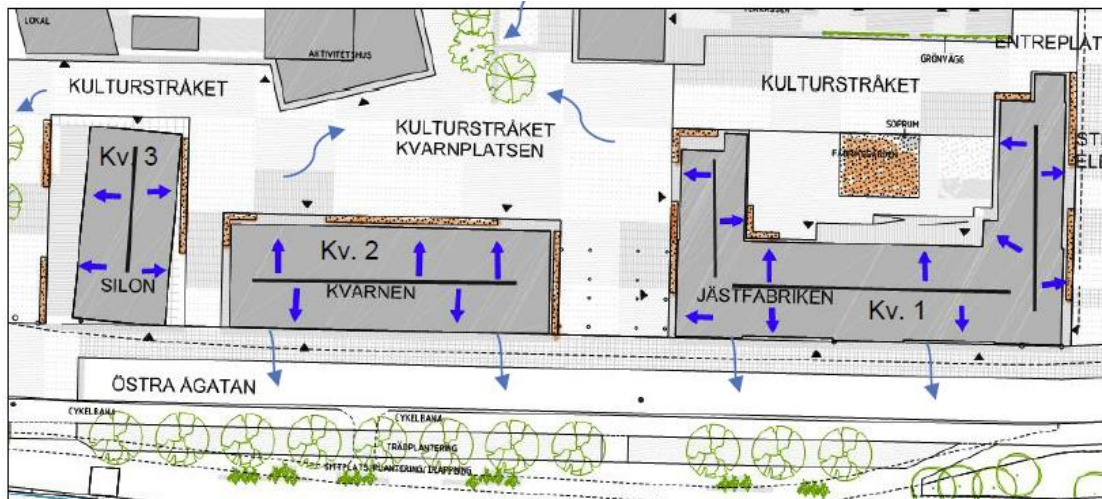 LOKAL
AKTIVITETSHUS
TERRASSEN
ENTREPLAT
GRÖNVÄGG
KULTURSTRÅKET
KULTURSTRÅKET
KULTURSTRÅKET
KVARNPLATSEN
SOPRUM
Kv. 3
Kv. 2
SILON
KVARNEN
JÄSTFABRIKEN
Kv. 1
ÖSTRA ÅGATAN
CYKELBANA
CYKELBANA
TRÄDPLANTERING